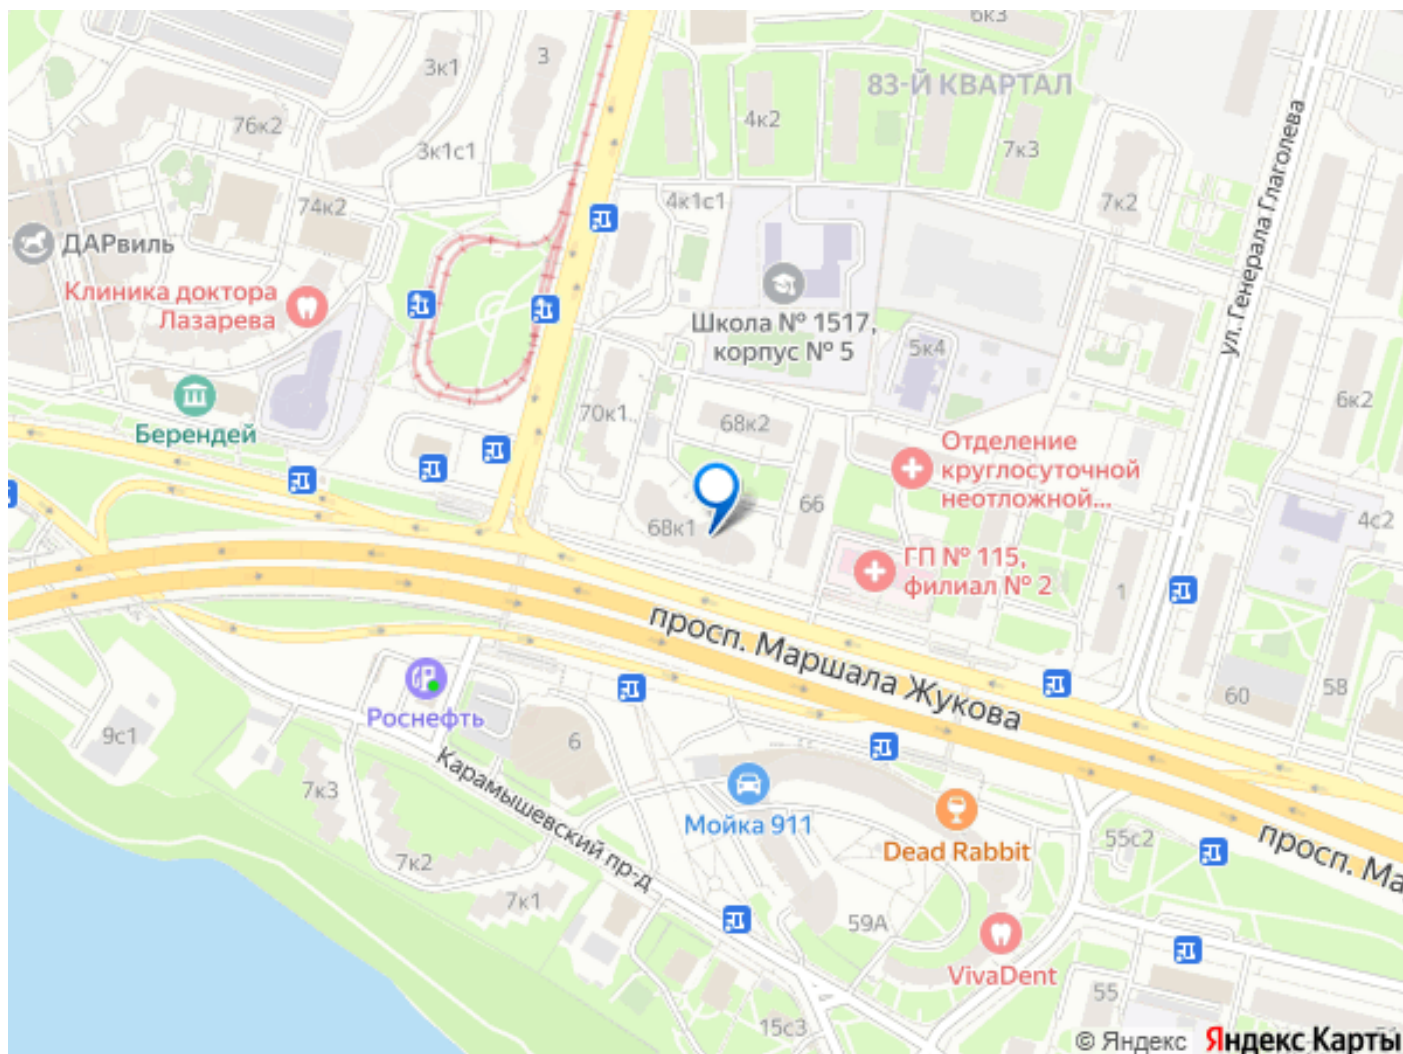 6к3
3
3к1
83-Й КВАРТАЛ
4к2
76к2
3к1с1
7к3
ул. Генерала Глаголева
74к2
4к1с1
7к2
ДАРвиль
Клиника доктора
Лазарева
Школа № 1517,
корпус № 5
5к4
Берендей
70к1
68к2
6к2
Отделение
круглосуточной
неотложной...
66
68к1
4с2
ГП № 115,
филиал № 2
1
просп. Маршала Жукова
60
58
Роснефть
9с1
6
7к3
Карамышевский пр-д
Мойка 911
7к2
Dead Rabbit
55с2
просп. Ма
7к1
59А
VivaDent
55
15с3
© Яндекс Яндекс Карты